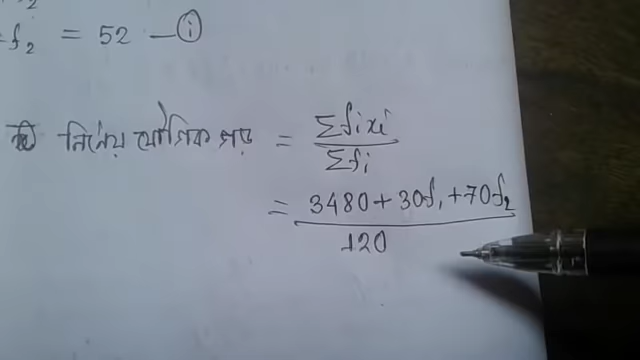 f₂ = 52 — ⓘ
∴ নির্ণেয় যৌগিক গড় = Σfixi / Σfi
= 3480 + 30f₁ + 70f₂ / 120